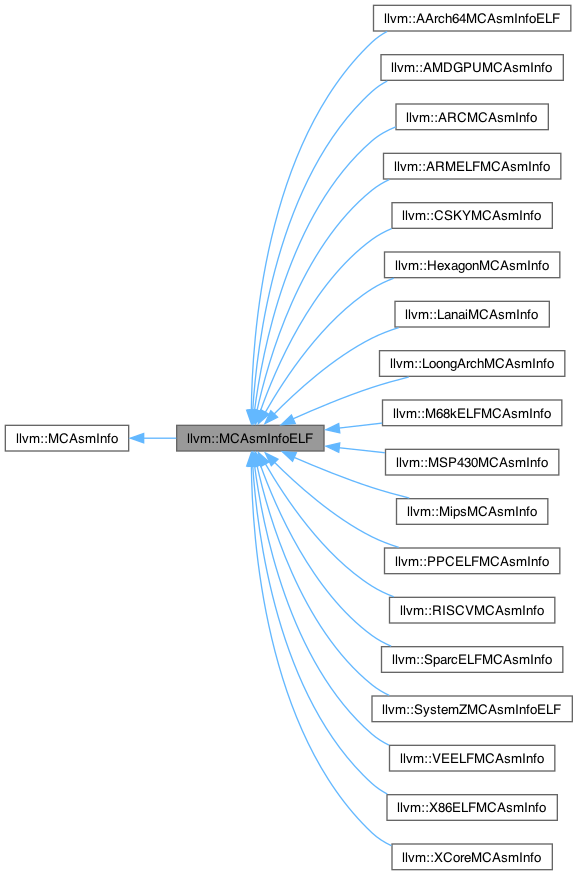 llvm::AArch64MCAsmInfoELF
llvm::AMDGPUMCAsmInfo
llvm::ARCMCAsmInfo
llvm::ARMELFMCAsmInfo
llvm::CSKYMCAsmInfo
llvm::HexagonMCAsmInfo
llvm::LanaiMCAsmInfo
llvm::LoongArchMCAsmInfo
llvm::M68kELFMCAsmInfo
llvm::MCAsmInfo
llvm::MCAsmInfoELF
llvm::MSP430MCAsmInfo
llvm::MipsMCAsmInfo
llvm::PPCELFMCAsmInfo
llvm::RISCVMCAsmInfo
llvm::SparcELFMCAsmInfo
llvm::SystemZMCAsmInfoELF
llvm::VEELFMCAsmInfo
llvm::X86ELFMCAsmInfo
llvm::XCoreMCAsmInfo